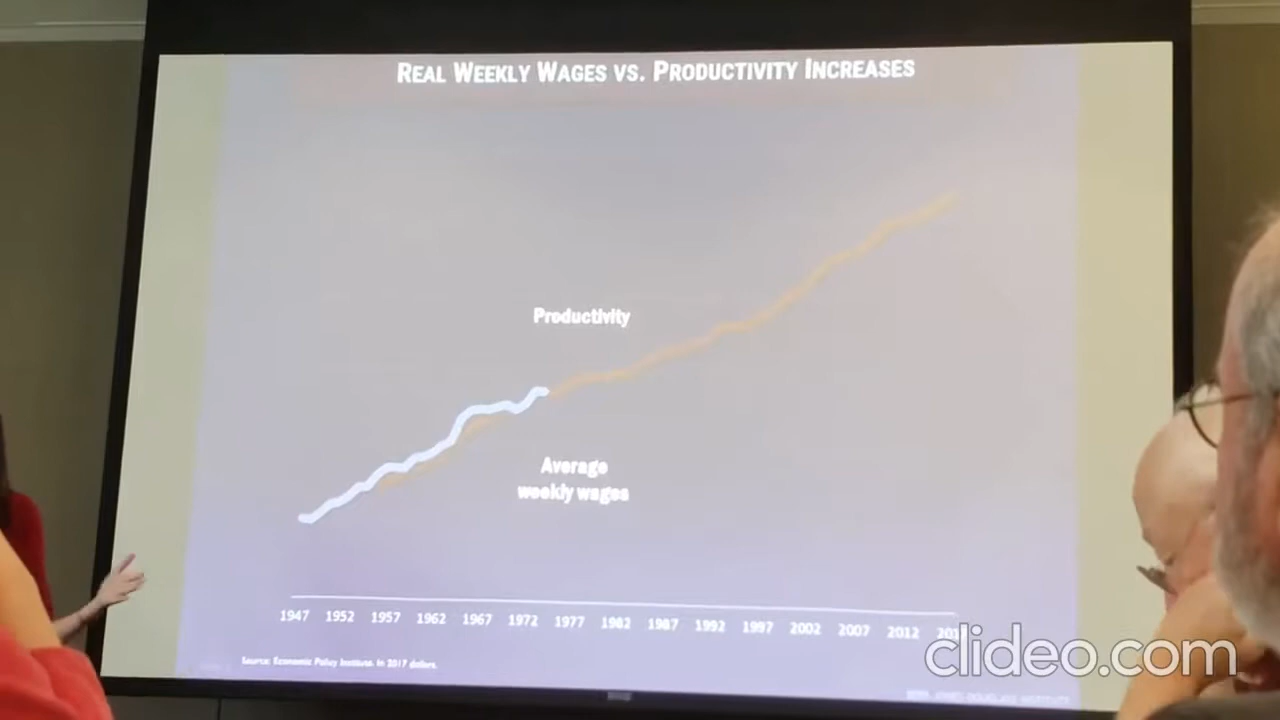 REAL WEEKLY WAGES VS. PRODUCTIVITY INCREASES
Productivity
Average
weekly wages
1947 1952 1957 1962 1967 1972 1977 1982 1987 1992 1997 2002 2007 2012
Source: Economic Policy Institute. In 2017 dollars.
clideo.com